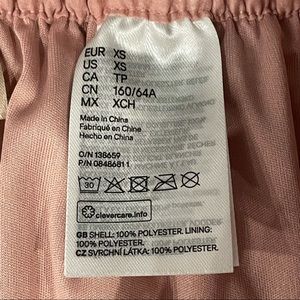 EUR XS
US XS
CA TP
CN 160/64A
MX XCH
Made in China
Fabriqué en Chine
Hecho en China
O/N 138659
P/N 08486811
30
clevercare.info
GB SHELL: 100% POLYESTER. LINING:
100% POLYESTER.
CZ SVRCHNÍ LÁTKA: 100% POLYESTER.